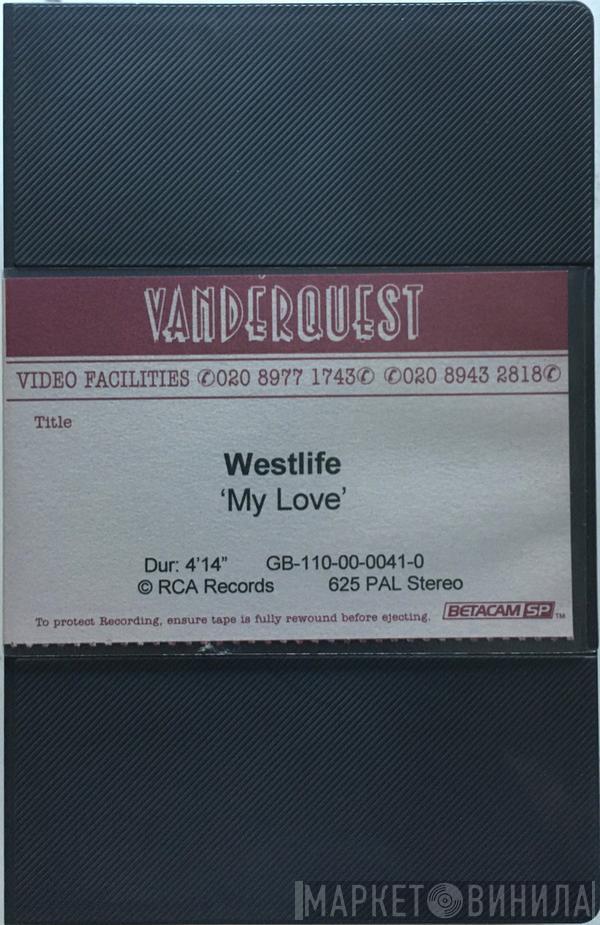 VANDERQUEST
VIDEO FACILITIES ✆020 8977 1743✆ ✆020 8943 2818✆
Title
Westlife
‘My Love’
Dur: 4’14” GB-110-00-0041-0
© RCA Records 625 PAL Stereo
To protect Recording, ensure tape is fully rewound before ejecting. BETACAM SP ™
МАРКЕТ ВИНИЛА